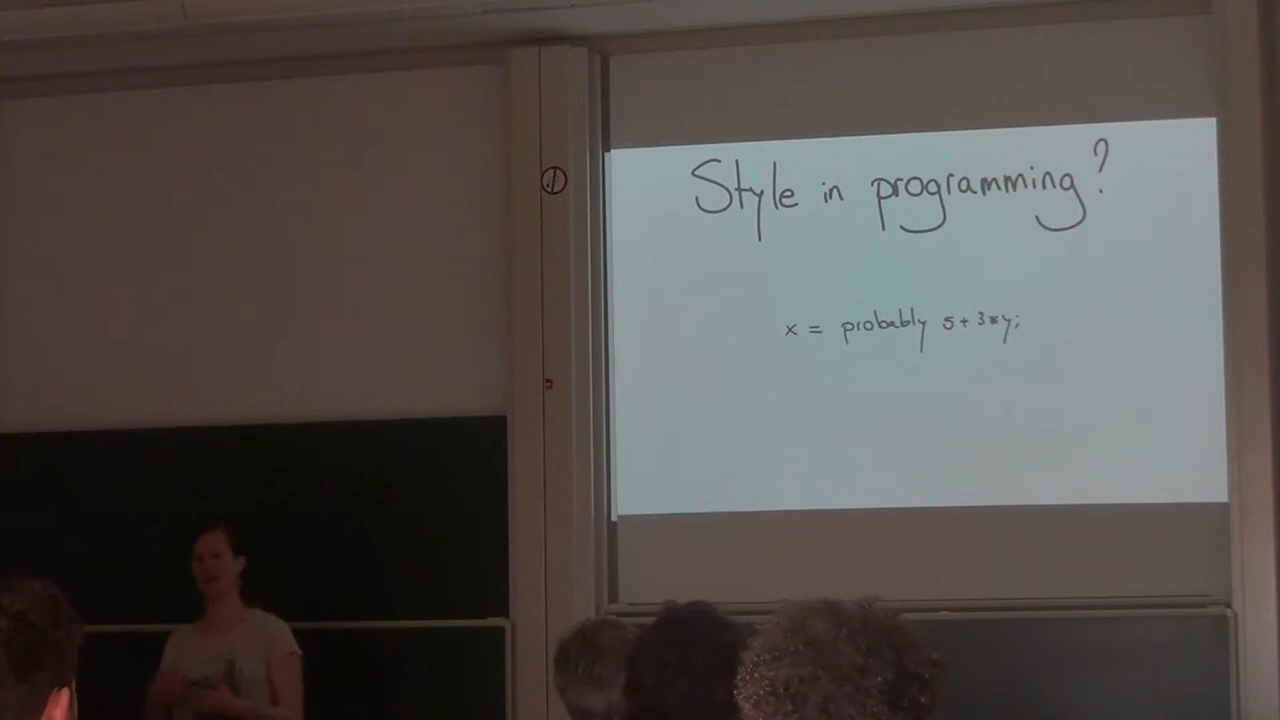 Style in programming?
x = probably 5+3*y;